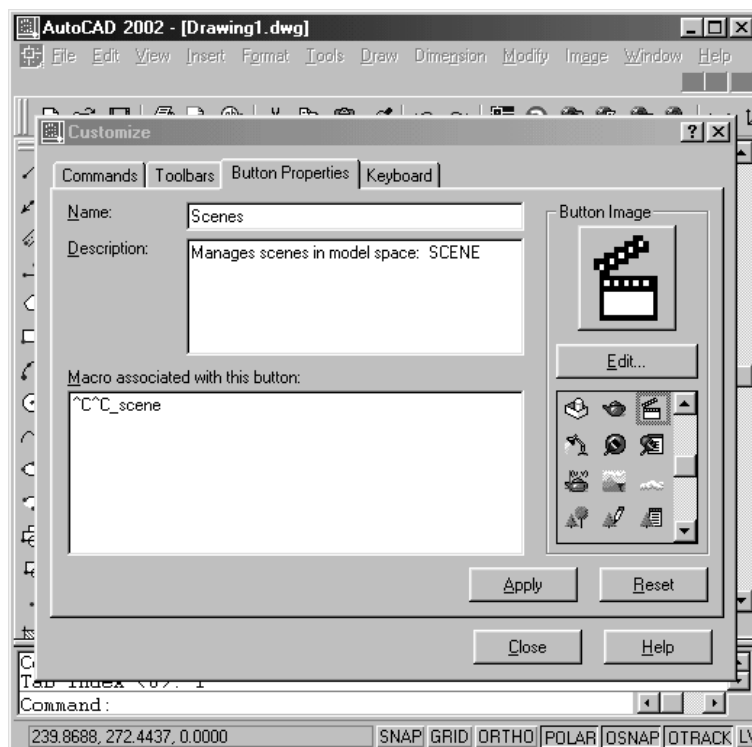 AutoCAD 2002 - [Drawing1.dwg]
File Edit View Insert Format Tools Draw Dimension Modify Image Window Help
Customize
Commands Toolbars Button Properties Keyboard
Name: Scenes
Button Image
Description: Manages scenes in model space: SCENE
Edit...
Macro associated with this button:
^C^C_scene
Apply Reset
Close Help
Command:
239.8688, 272.4437, 0.0000 SNAP GRID ORTHO POLAR OSNAP OTRACK